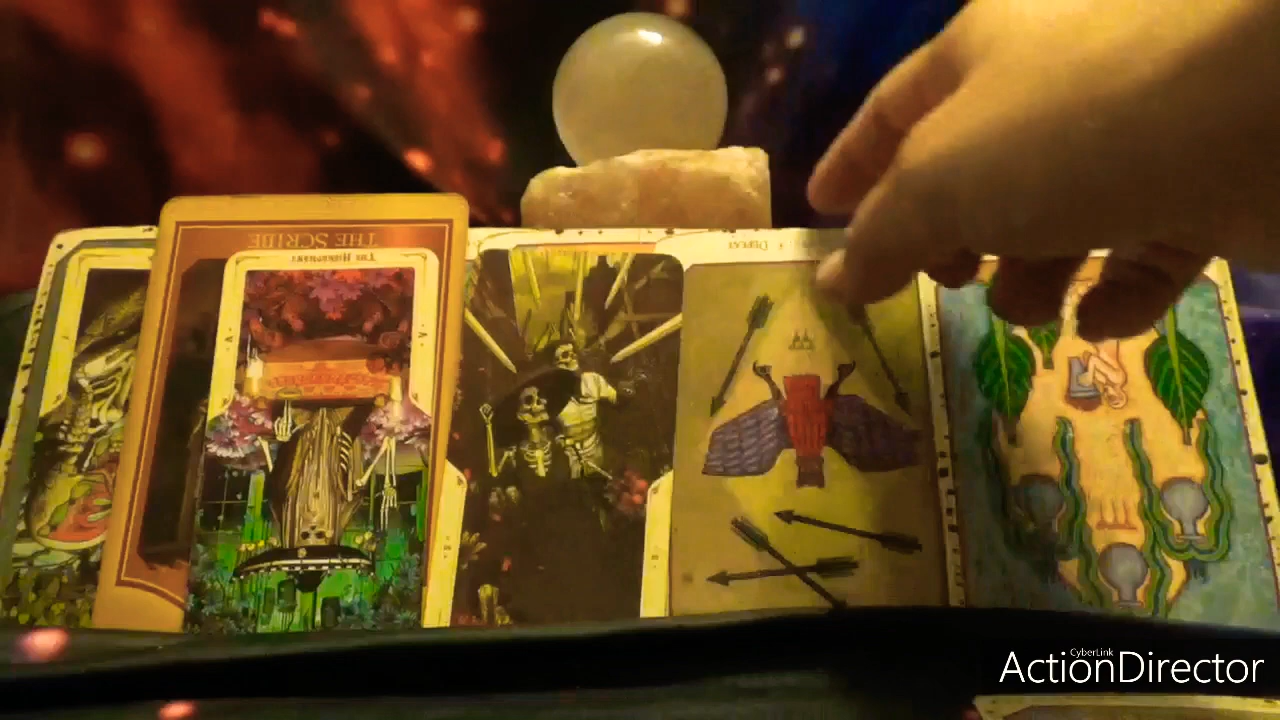 THE SCRIBE
THE HIEROPHANT
DEFEAT
CyberLink
ActionDirector